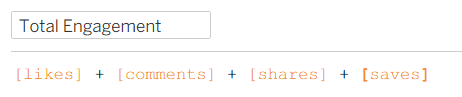 Total Engagement
[likes] + [comments] + [shares] + [saves]